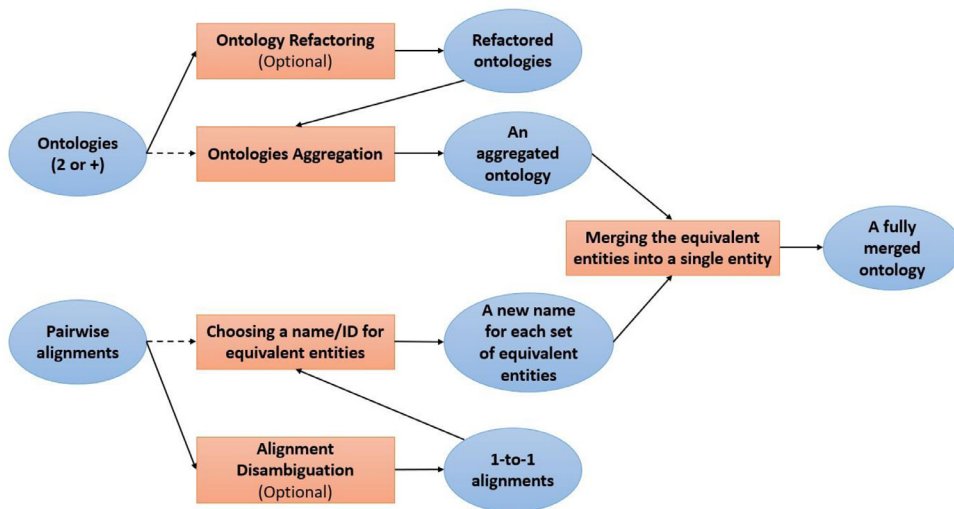 Ontology Refactoring
(Optional)
Refactored
ontologies
Ontologies
(2 or +)
Ontologies Aggregation
An
aggregated
ontology
Merging the equivalent
entities into a single entity
A fully
merged
ontology
Pairwise
alignments
Choosing a name/ID for
equivalent entities
A new name
for each set
of equivalent
entities
Alignment
Disambiguation
(Optional)
1-to-1
alignments